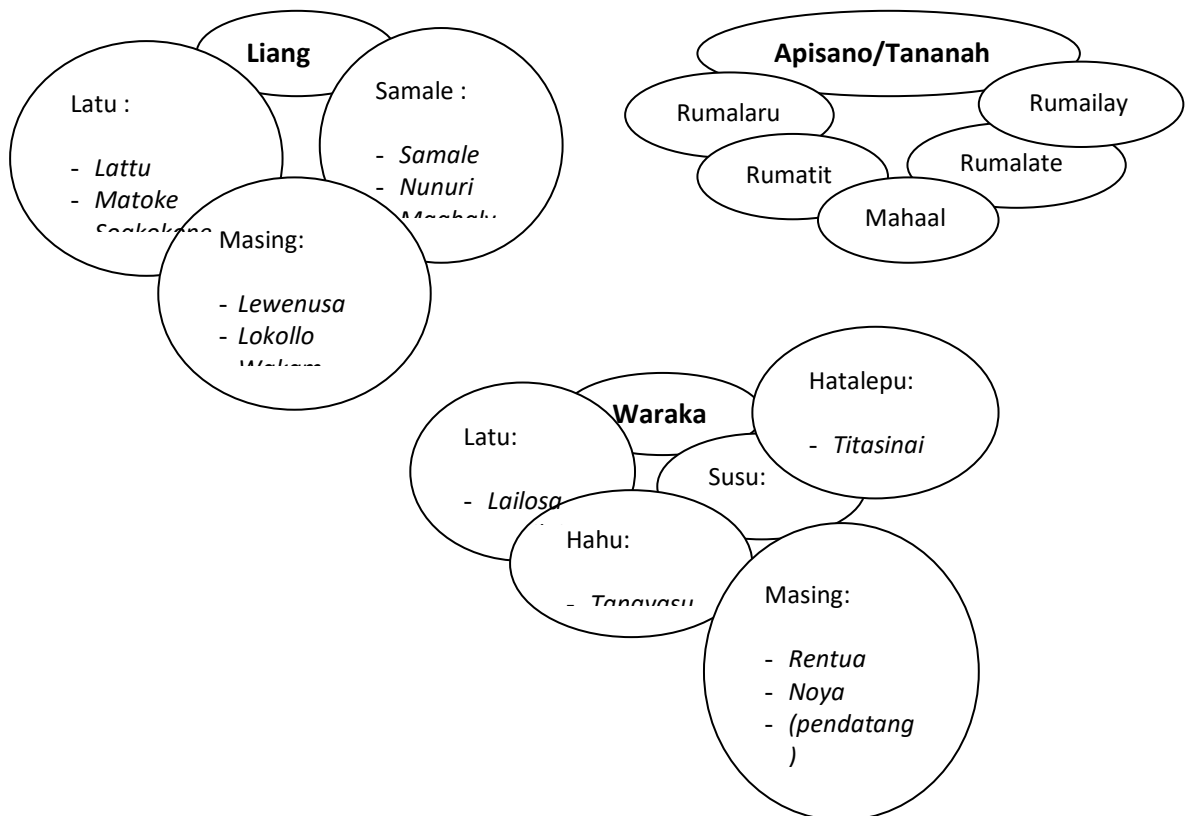 Liang
Latu :
- Lattu
- Matoke
Samale :
- Samale
- Nunuri
Masing:
- Lewenusa
- Lokollo
Apisano/Tananah
Rumalaru
Rumatit
Mahaal
Rumalate
Rumailay
Waraka
Latu:
- Lailosa
Hahu:
Susu:
Hatalepu:
- Titasinai
Masing:
- Rentua
- Noya
- (pendatang
)